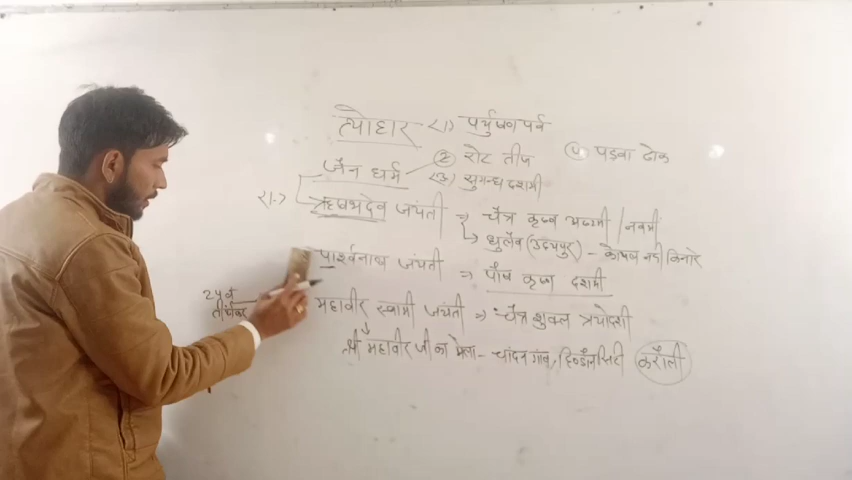 त्योहार - (1) पर्युषण पर्व
जैन धर्म (2) रोट तीज (4) पड़वा ढोक
(3) सुगन्ध दशमी
(1) ऋषभदेव जयंती => चैत्र कृष्ण अष्टमी / नवमी
धुलेव (उदयपुर) - कोयल नदी किनारे
पार्श्वनाथ जयंती => पौष कृष्ण दशमी
24वें तीर्थंकर
महावीर स्वामी जयंती => चैत्र शुक्ल त्रयोदशी
श्री महावीर जी का मेला - चांदन गांव, हिण्डौन सिटी करौली